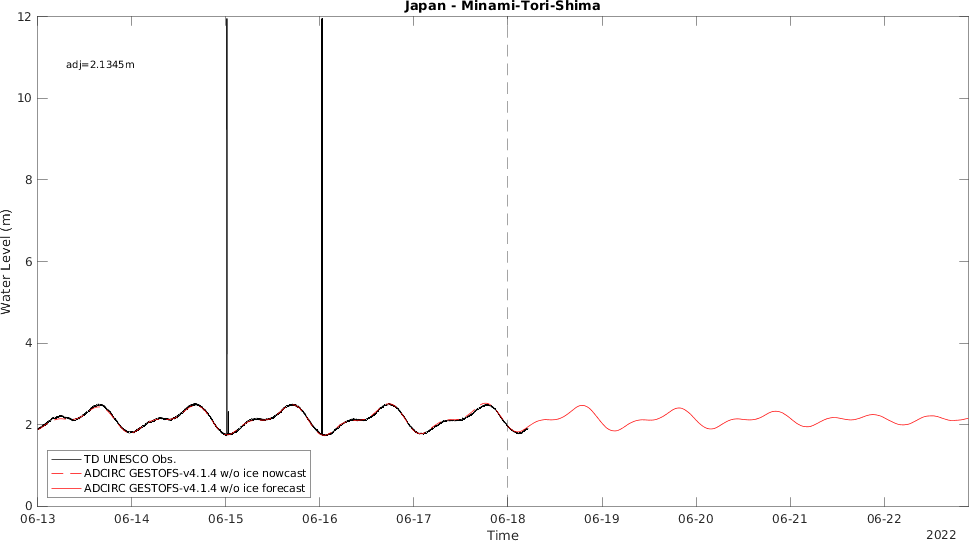 Japan - Minami-Tori-Shima
12
adj=2.1345m
10
8
6
4
2
0
Water Level (m)
TD UNESCO Obs.
ADCIRC GESTOFS-v4.1.4 w/o ice nowcast
ADCIRC GESTOFS-v4.1.4 w/o ice forecast
06-13 06-14 06-15 06-16 06-17 06-18 06-19 06-20 06-21 06-22
Time
2022